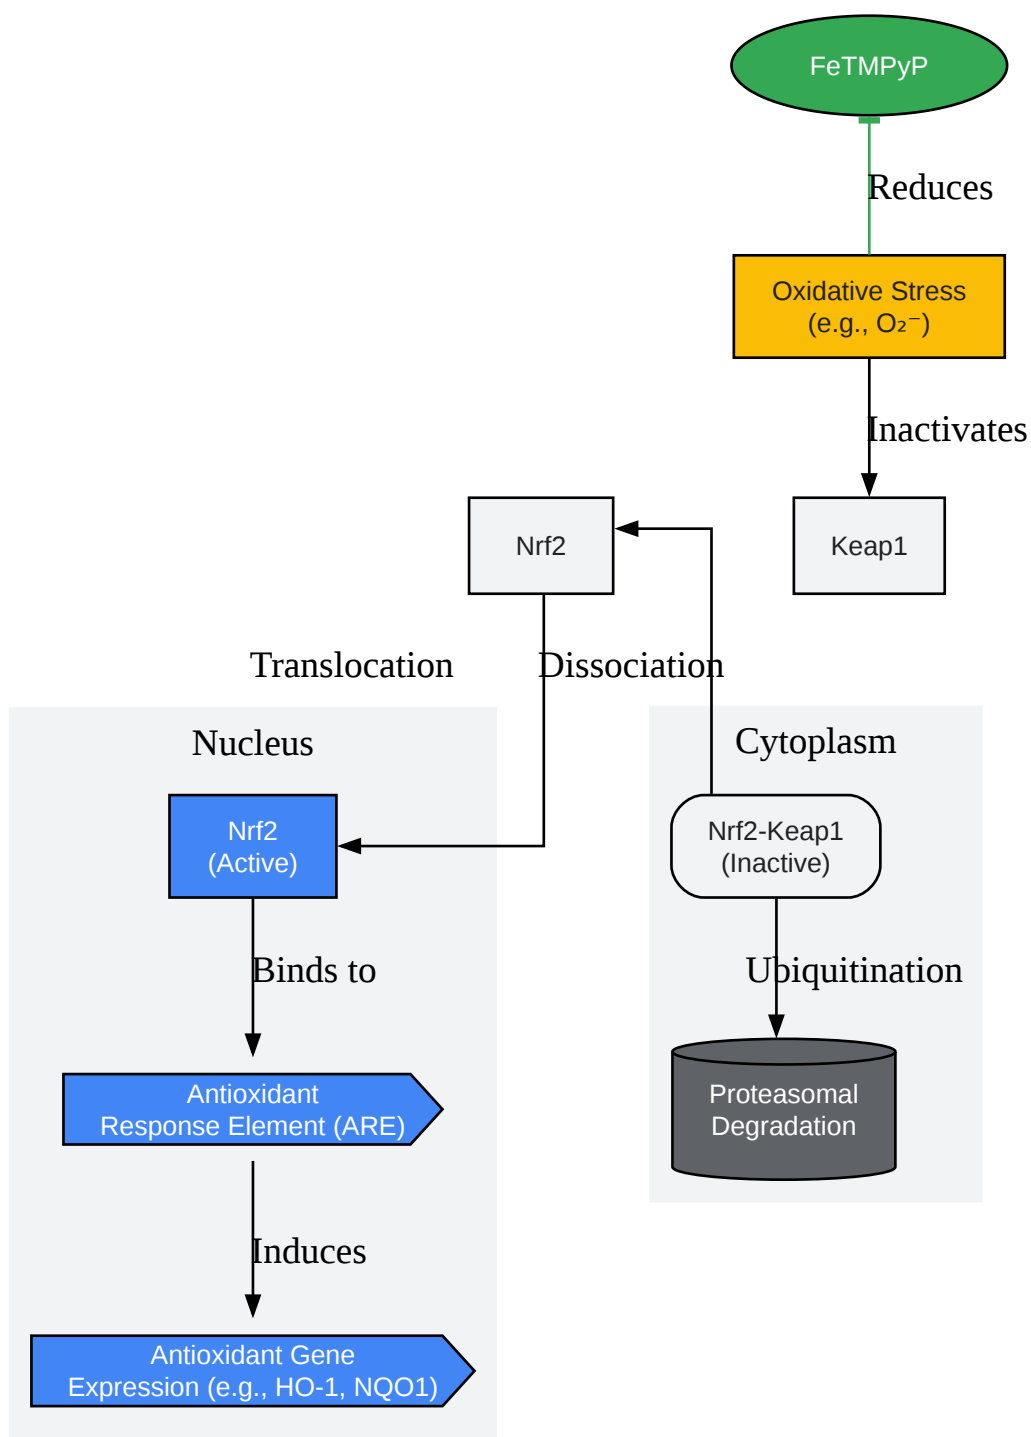 FeTMPyP
Reduces
Oxidative Stress
(e.g., O₂⁻)
Inactivates
Nrf2
Keap1
Translocation
Dissociation
Nucleus
Cytoplasm
Nrf2
(Active)
Nrf2-Keap1
(Inactive)
Binds to
Ubiquitination
Antioxidant
Response Element (ARE)
Proteasomal
Degradation
Induces
Antioxidant Gene
Expression (e.g., HO-1, NQO1)